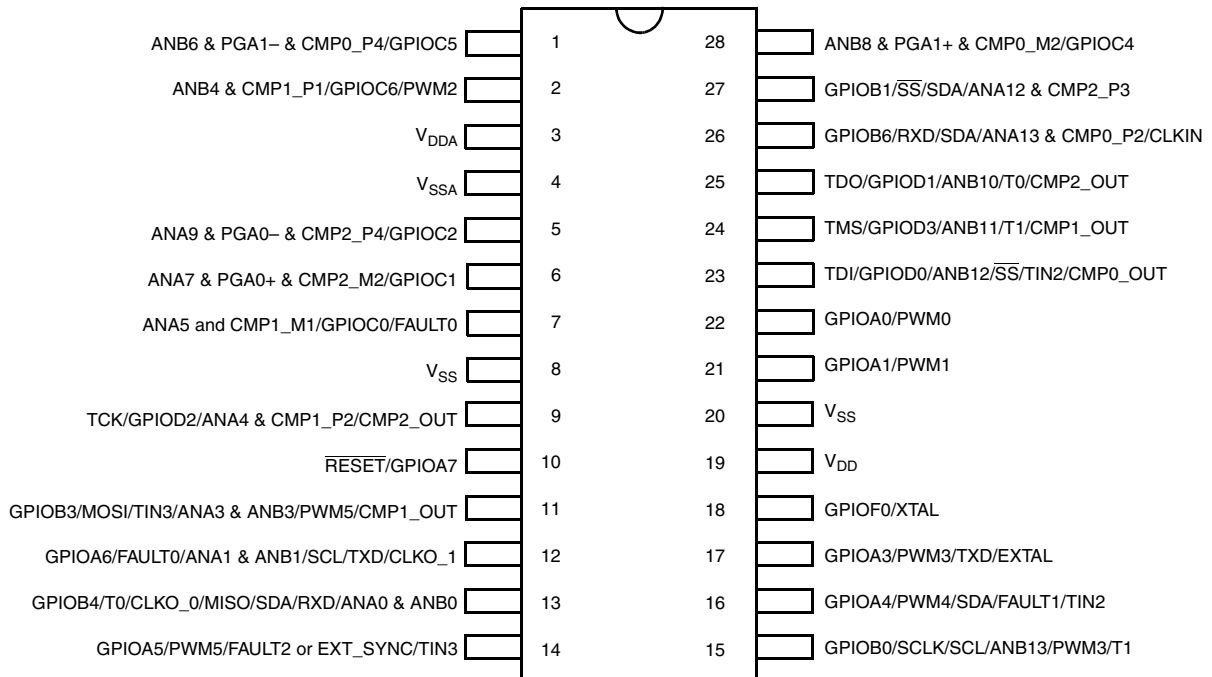 ANB6 & PGA1– & CMP0_P4/GPIOC5 1 28 ANB8 & PGA1+ & CMP0_M2/GPIOC4
ANB4 & CMP1_P1/GPIOC6/PWM2 2 27 GPIOB1/S̅S̅/SDA/ANA12 & CMP2_P3
VDDA 3 26 GPIOB6/RXD/SDA/ANA13 & CMP0_P2/CLKIN
VSSA 4 25 TDO/GPIOD1/ANB10/T0/CMP2_OUT
ANA9 & PGA0– & CMP2_P4/GPIOC2 5 24 TMS/GPIOD3/ANB11/T1/CMP1_OUT
ANA7 & PGA0+ & CMP2_M2/GPIOC1 6 23 TDI/GPIOD0/ANB12/S̅S̅/TIN2/CMP0_OUT
ANA5 and CMP1_M1/GPIOC0/FAULT0 7 22 GPIOA0/PWM0
VSS 8 21 GPIOA1/PWM1
TCK/GPIOD2/ANA4 & CMP1_P2/CMP2_OUT 9 20 VSS
R̅E̅S̅E̅T̅/GPIOA7 10 19 VDD
GPIOB3/MOSI/TIN3/ANA3 & ANB3/PWM5/CMP1_OUT 11 18 GPIOF0/XTAL
GPIOA6/FAULT0/ANA1 & ANB1/SCL/TXD/CLKO_1 12 17 GPIOA3/PWM3/TXD/EXTAL
GPIOB4/T0/CLKO_0/MISO/SDA/RXD/ANA0 & ANB0 13 16 GPIOA4/PWM4/SDA/FAULT1/TIN2
GPIOA5/PWM5/FAULT2 or EXT_SYNC/TIN3 14 15 GPIOB0/SCLK/SCL/ANB13/PWM3/T1